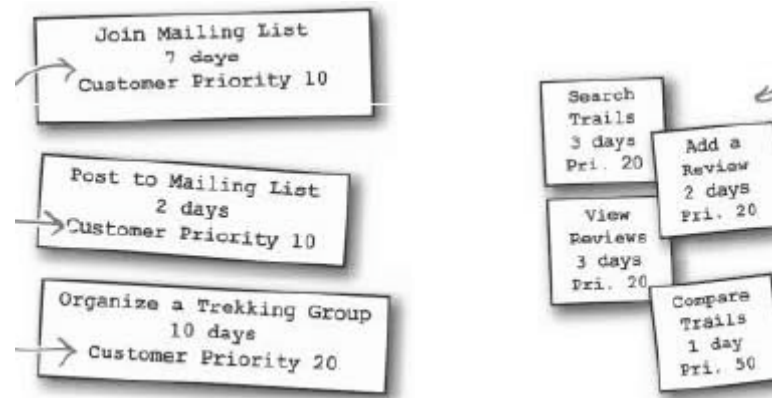 Join Mailing List
7 days
Customer Priority 10
Post to Mailing List
2 days
Customer Priority 10
Organize a Trekking Group
10 days
Customer Priority 20
Search
Trails
3 days
Pri. 20
Add a
Review
2 days
Pri. 20
View
Reviews
3 days
Pri. 20
Compare
Trails
1 day
Pri. 50